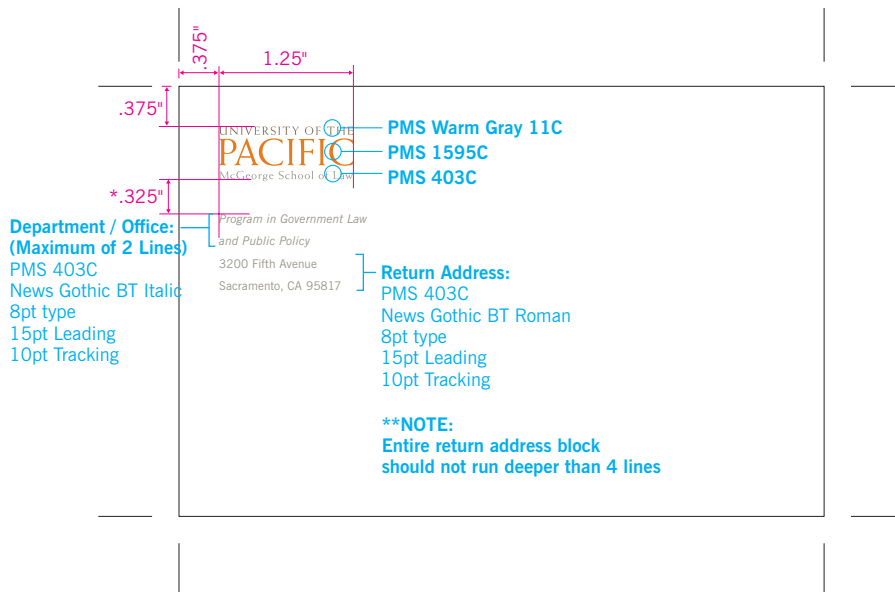 .375"
1.25"
.375"
UNIVERSITY OF THE
PACIFIC
McGeorge School of Law
PMS Warm Gray 11C
PMS 1595C
PMS 403C
*.325"
Department / Office:
(Maximum of 2 Lines)
PMS 403C
News Gothic BT Italic
8pt type
15pt Leading
10pt Tracking
Program in Government Law
and Public Policy
3200 Fifth Avenue
Sacramento, CA 95817
Return Address:
PMS 403C
News Gothic BT Roman
8pt type
15pt Leading
10pt Tracking
**NOTE:
Entire return address block
should not run deeper than 4 lines